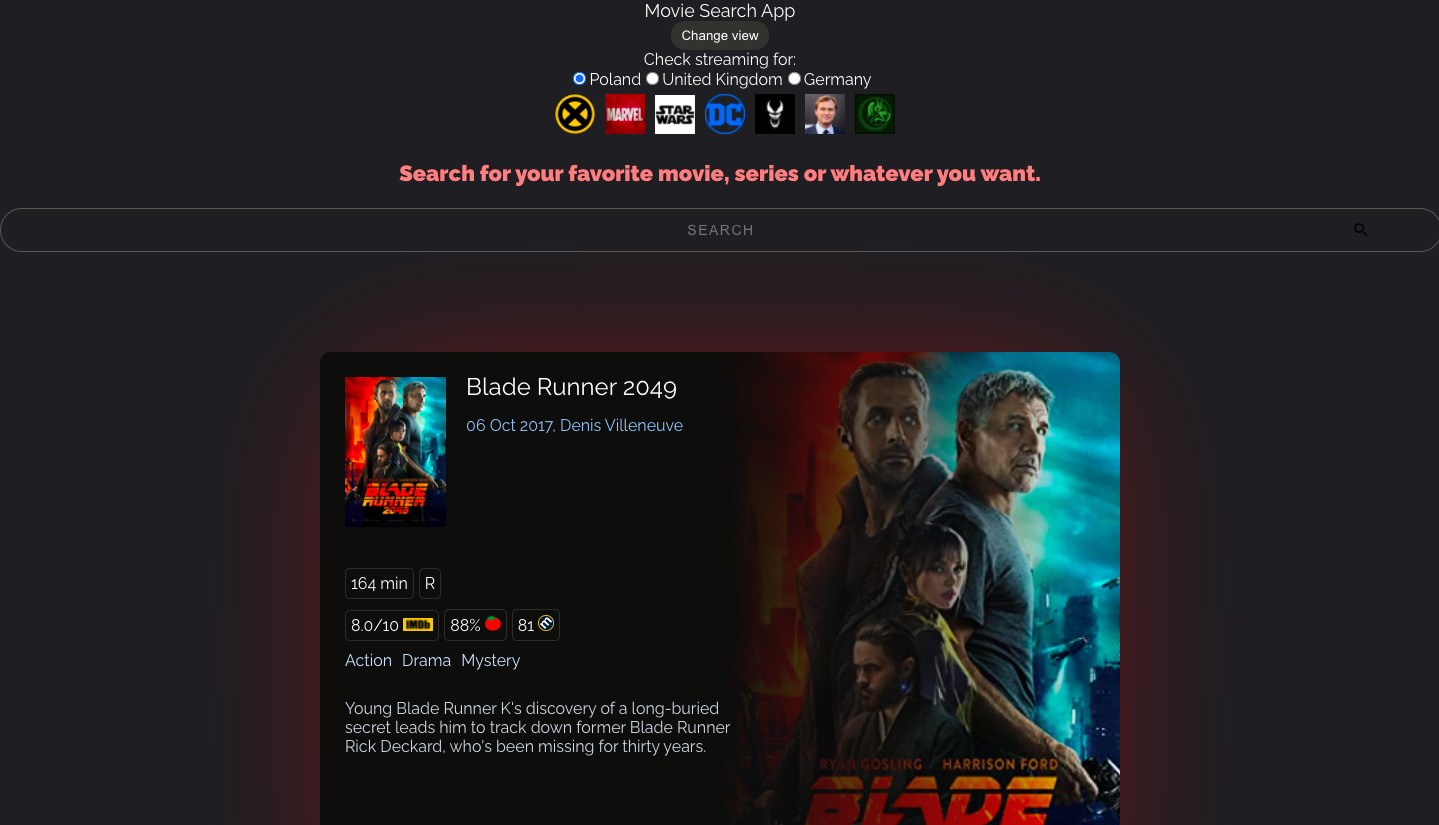 Movie Search App
Change view
Check streaming for:
Poland United Kingdom Germany
MARVEL STAR WARS DC
Search for your favorite movie, series or whatever you want.
SEARCH
Blade Runner 2049
06 Oct 2017, Denis Villeneuve
BLADE
RUNNER
2049
164 min R
8.0/10 IMDb 88% 81
Action Drama Mystery
Young Blade Runner K's discovery of a long-buried
secret leads him to track down former Blade Runner
Rick Deckard, who's been missing for thirty years.
RYAN GOSLING HARRISON FORD
BLADE